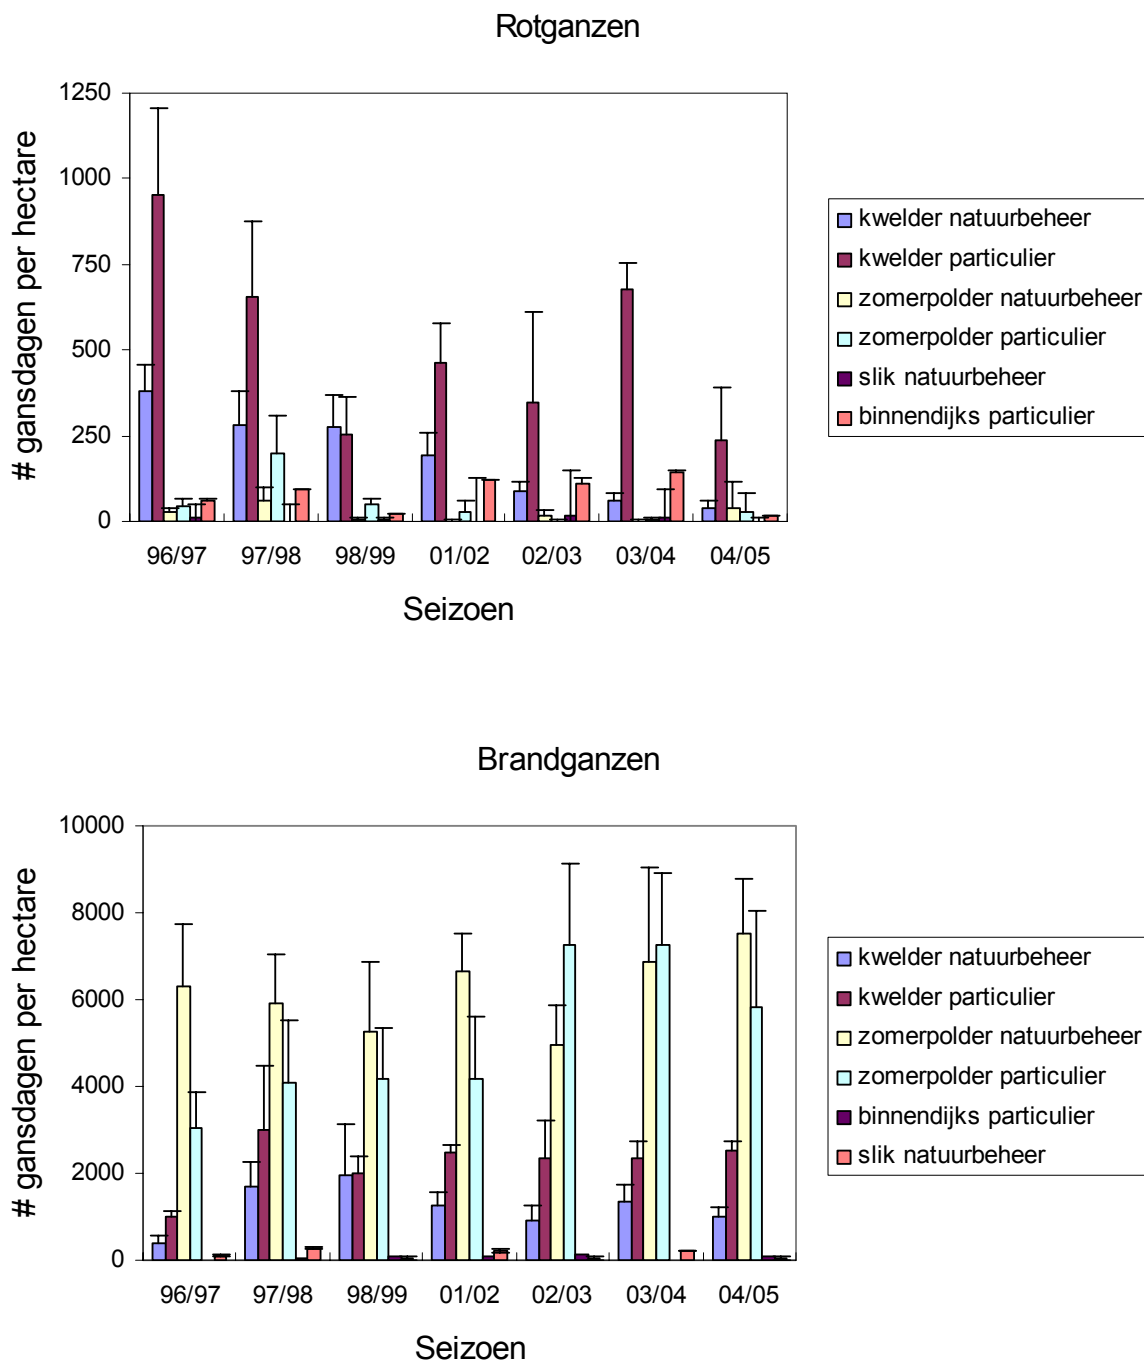 Rotganzen
# gansdagen per hectare
1250
1000
750
500
250
0
96/97 97/98 98/99 01/02 02/03 03/04 04/05
Seizoen
kwelder natuurbeheer
kwelder particulier
zomerpolder natuurbeheer
zomerpolder particulier
slik natuurbeheer
binnendijks particulier
Brandganzen
# gansdagen per hectare
10000
8000
6000
4000
2000
0
96/97 97/98 98/99 01/02 02/03 03/04 04/05
Seizoen
kwelder natuurbeheer
kwelder particulier
zomerpolder natuurbeheer
zomerpolder particulier
binnendijks particulier
slik natuurbeheer